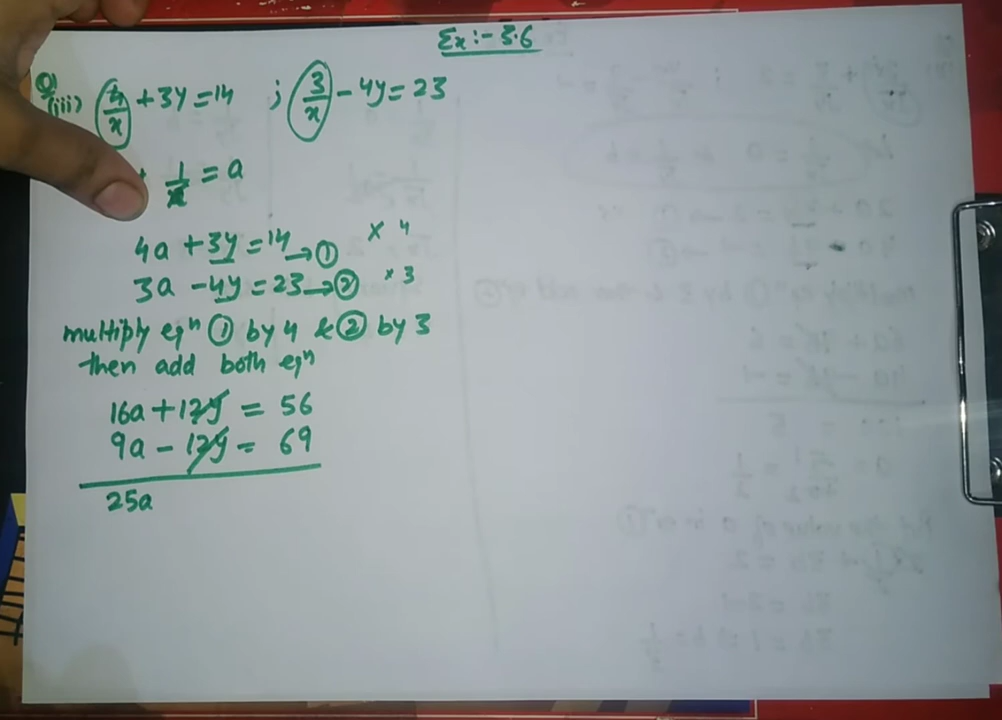 Ex:- 3.6
Q1
(iii) 4/x + 3y = 14 ; 3/x - 4y = 23
1/x = a
4a + 3y = 14 → ① × 4
3a - 4y = 23 → ② × 3
multiply eqⁿ ① by 4 & ② by 3
then add both eqⁿ
16a + 12y = 56
9a - 12y = 69
25a